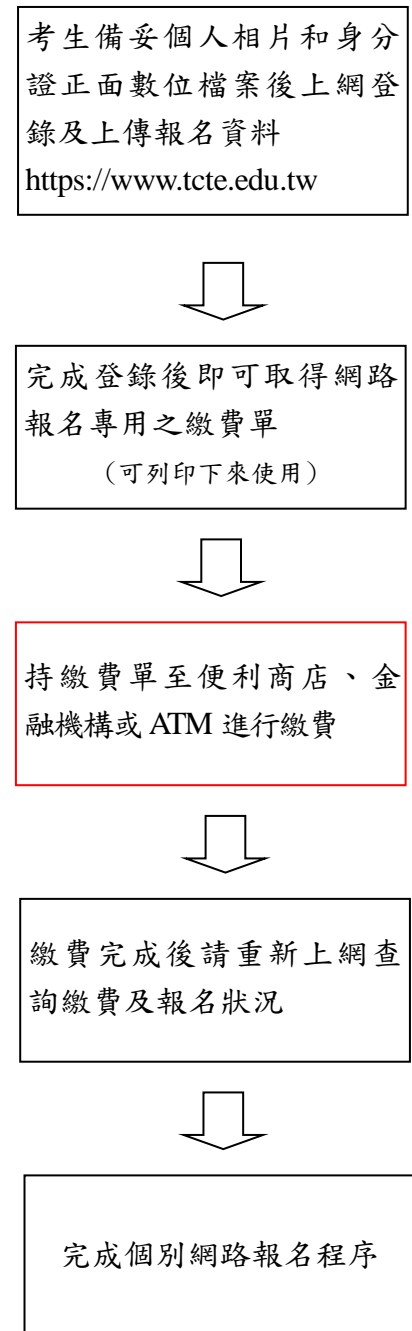 考生備妥個人相片和身分
證正面數位檔案後上網登
錄及上傳報名資料
https://www.tcte.edu.tw
完成登錄後即可取得網路
報名專用之繳費單
（可列印下來使用）
持繳費單至便利商店、金
融機構或 ATM 進行繳費
繳費完成後請重新上網查
詢繳費及報名狀況
完成個別網路報名程序